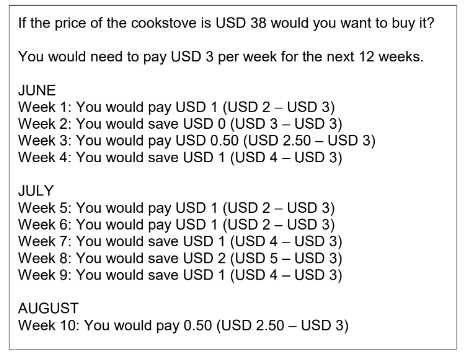 If the price of the cookstove is USD 38 would you want to buy it?
You would need to pay USD 3 per week for the next 12 weeks.
JUNE
Week 1: You would pay USD 1 (USD 2 – USD 3)
Week 2: You would save USD 0 (USD 3 – USD 3)
Week 3: You would pay USD 0.50 (USD 2.50 – USD 3)
Week 4: You would save USD 1 (USD 4 – USD 3)
JULY
Week 5: You would pay USD 1 (USD 2 – USD 3)
Week 6: You would pay USD 1 (USD 2 – USD 3)
Week 7: You would save USD 1 (USD 4 – USD 3)
Week 8: You would save USD 2 (USD 5 – USD 3)
Week 9: You would save USD 1 (USD 4 – USD 3)
AUGUST
Week 10: You would pay 0.50 (USD 2.50 – USD 3)